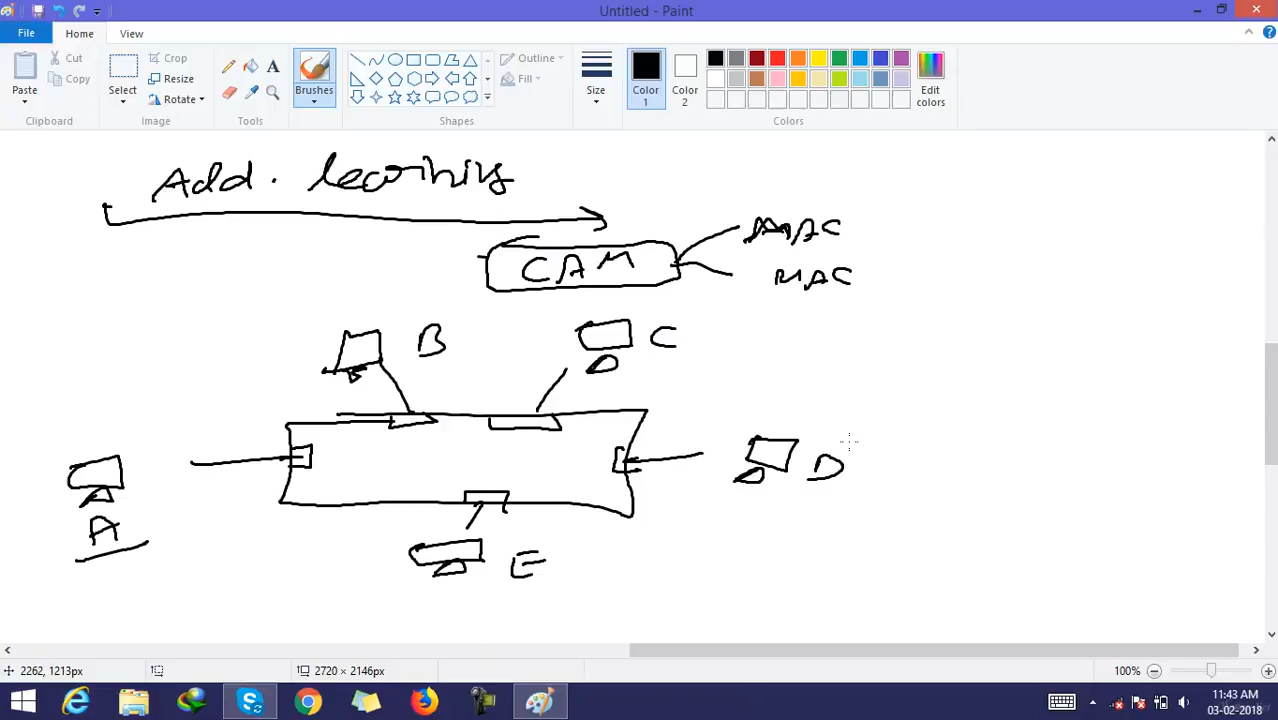 Untitled - Paint
File
Home
View
Paste
Cut
Copy
Clipboard
Select
Crop
Resize
Rotate
Image
Tools
Brushes
Shapes
Outline
Fill
Size
Color 1
Color 2
Edit colors
Colors
Add. learning
CAM
MAC
MAC
B
C
A
D
E
2262, 1213px
2720 × 2146px
100%
11:43 AM
03-02-2018